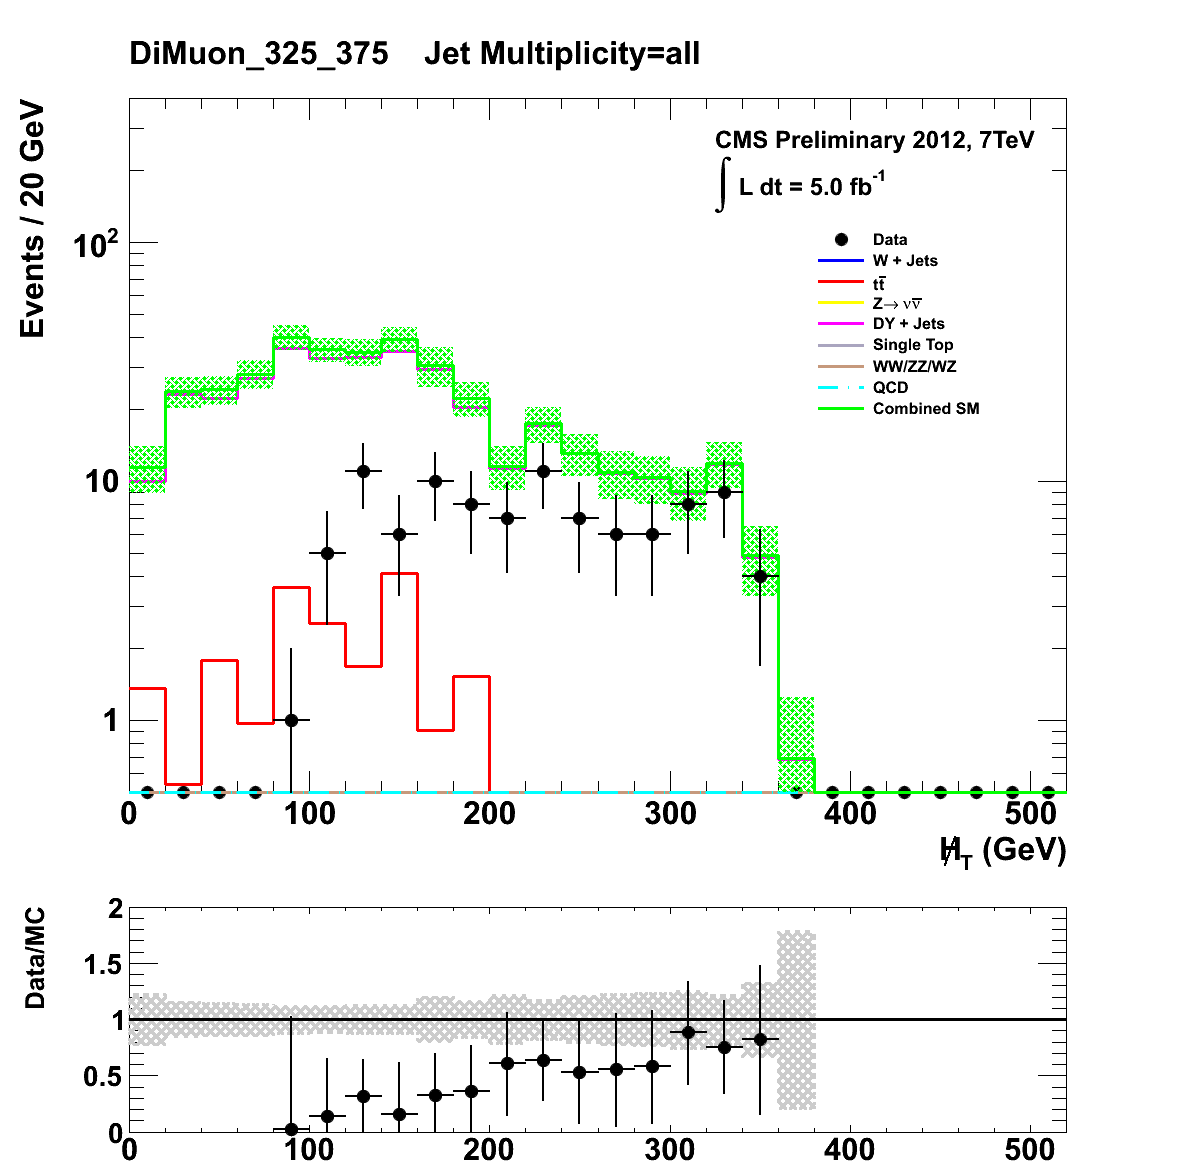 DiMuon_325_375 Jet Multiplicity=all
Events / 20 GeV
CMS Preliminary 2012, 7TeV
∫ L dt = 5.0 fb⁻¹
Data
W + Jets
tt̅
Z→ νν̅
DY + Jets
Single Top
WW/ZZ/WZ
QCD
Combined SM
10²
10
1
0 100 200 300 400 500
H̸_T (GeV)
Data/MC
2
1.5
1
0.5
0
0 100 200 300 400 500